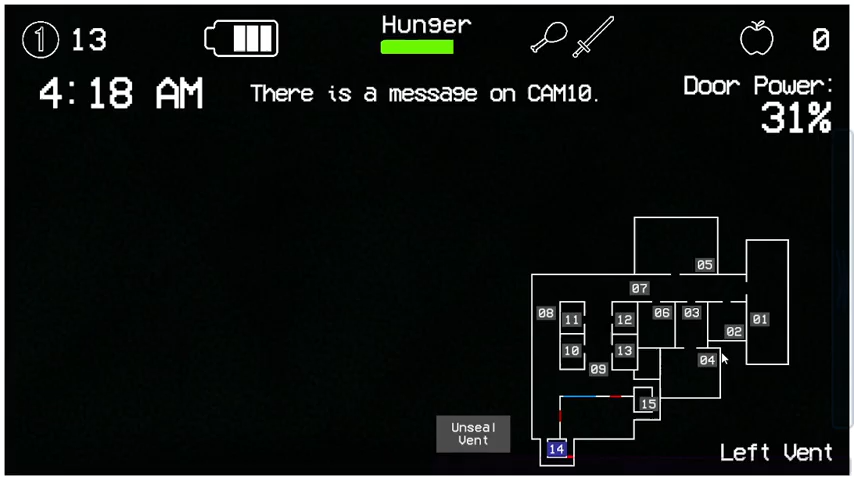 ① 13
Hunger
0
4:18 AM
There is a message on CAM10.
Door Power:
31%
05
07
08
11
12
06
03
01
02
10
13
04
09
15
Unseal
Vent
14
Left Vent